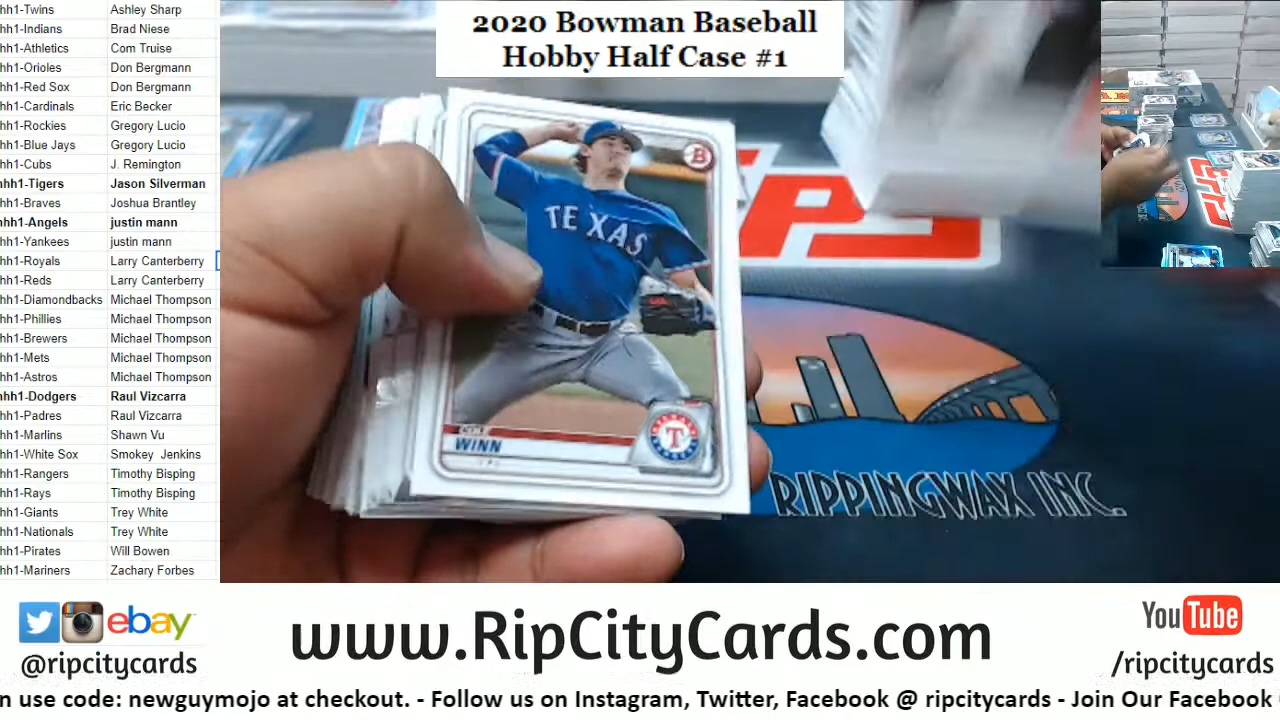 hh1-Twins Ashley Sharp
hh1-Indians Brad Niese
hh1-Athletics Com Truise
hh1-Orioles Don Bergmann
hh1-Red Sox Don Bergmann
hh1-Cardinals Eric Becker
hh1-Rockies Gregory Lucio
hh1-Blue Jays Gregory Lucio
hh1-Cubs J. Remington
hh1-Tigers Jason Silverman
hh1-Braves Joshua Brantley
hh1-Angels justin mann
hh1-Yankees justin mann
hh1-Royals Larry Canterberry
hh1-Reds Larry Canterberry
hh1-Diamondbacks Michael Thompson
hh1-Phillies Michael Thompson
hh1-Brewers Michael Thompson
hh1-Mets Michael Thompson
hh1-Astros Michael Thompson
hh1-Dodgers Raul Vizcarra
hh1-Padres Raul Vizcarra
hh1-Marlins Shawn Vu
hh1-White Sox Smokey Jenkins
hh1-Rangers Timothy Bisping
hh1-Rays Timothy Bisping
hh1-Giants Trey White
hh1-Nationals Trey White
hh1-Pirates Will Bowen
hh1-Mariners Zachary Forbes
2020 Bowman Baseball
Hobby Half Case #1
B
TEXAS
WINN
T
RIPPINGWAX INC.
ebay
@ripcitycards
www.RipCityCards.com
YouTube
/ripcitycards
n use code: newguymojo at checkout. - Follow us on Instagram, Twitter, Facebook @ ripcitycards - Join Our Facebook